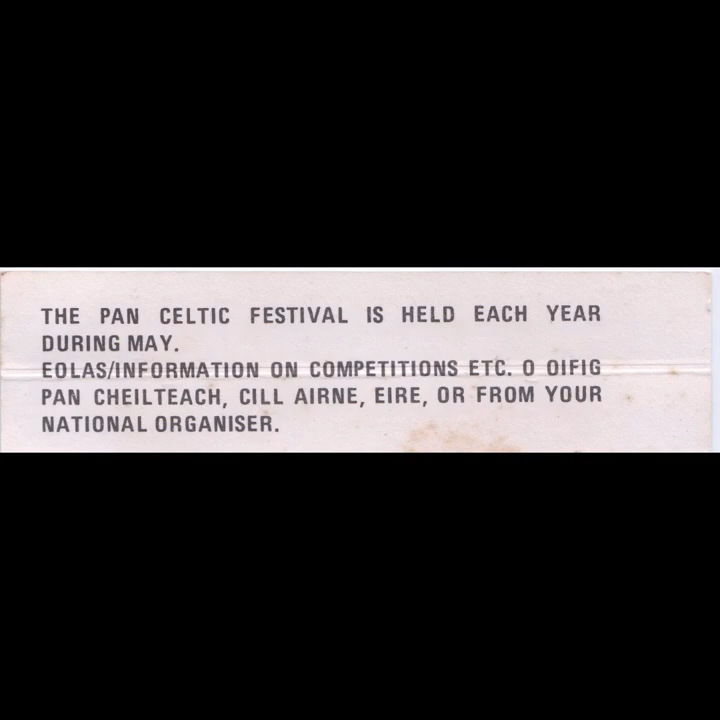 THE PAN CELTIC FESTIVAL IS HELD EACH YEAR
DURING MAY.
EOLAS/INFORMATION ON COMPETITIONS ETC. O OIFIG
PAN CHEILTEACH, CILL AIRNE, EIRE, OR FROM YOUR
NATIONAL ORGANISER.